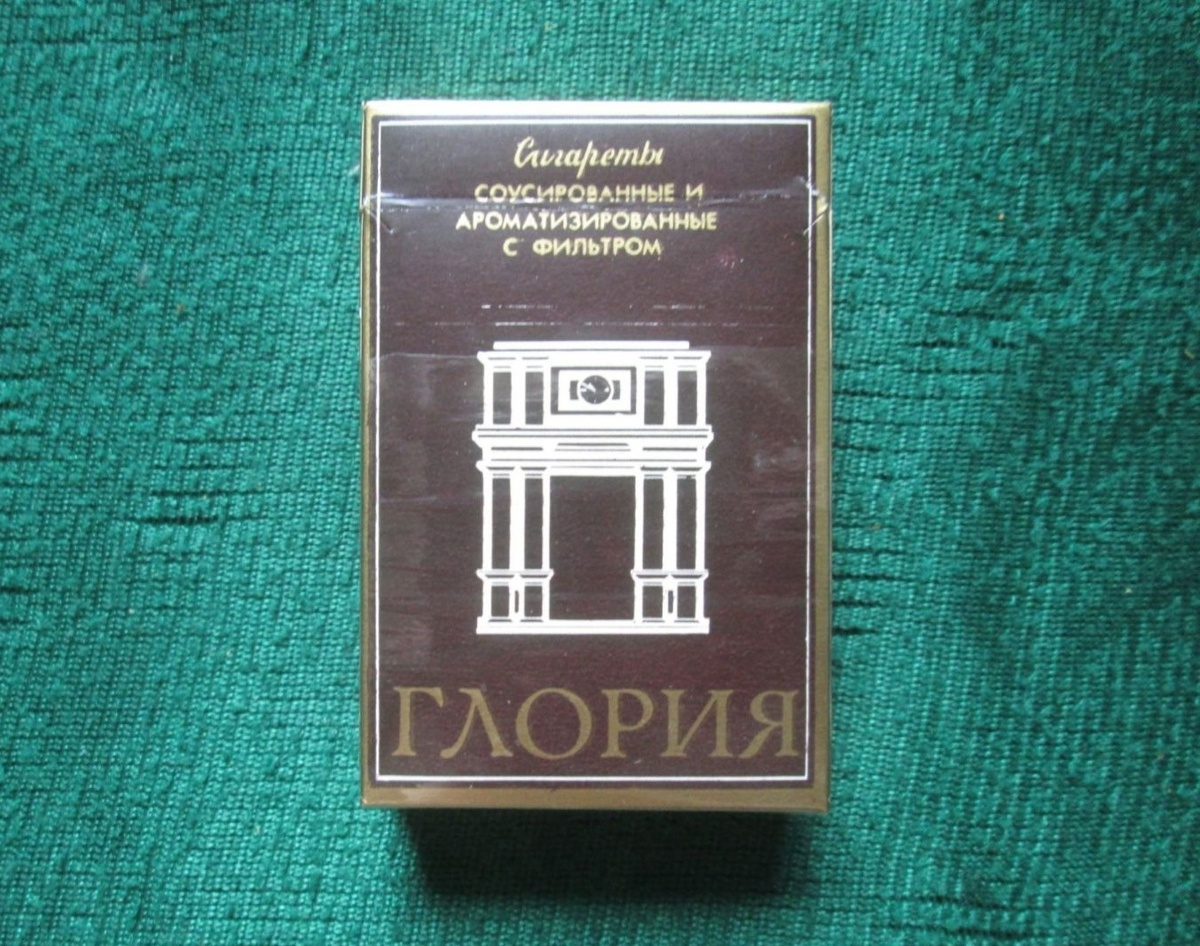 Сигареты
СОУСИРОВАННЫЕ И
АРОМАТИЗИРОВАННЫЕ
С ФИЛЬТРОМ
ГЛОРИЯ